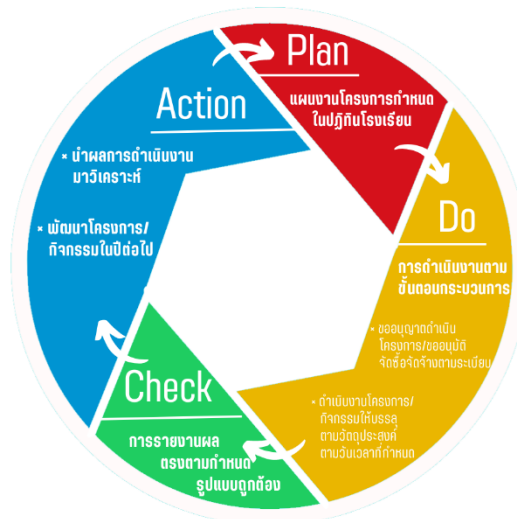 Plan
แผนงานโครงการกำหนด
ในปฏิทินโรงเรียน
Do
การดำเนินงานตาม
ขั้นตอนกระบวนการ
* ขออนุญาตดำเนิน
โครงการ/ขออนุมัติ
จัดซื้อจัดจ้างตามระเบียบ
* ดำเนินงานโครงการ/
กิจกรรมให้บรรลุ
ตามวัตถุประสงค์
ตามวันเวลาที่กำหนด
Check
การรายงานผล
ตรงตามกำหนด
รูปแบบถูกต้อง
Action
* นำผลการดำเนินงาน
มาวิเคราะห์
* พัฒนาโครงการ/
กิจกรรมในปีต่อไป